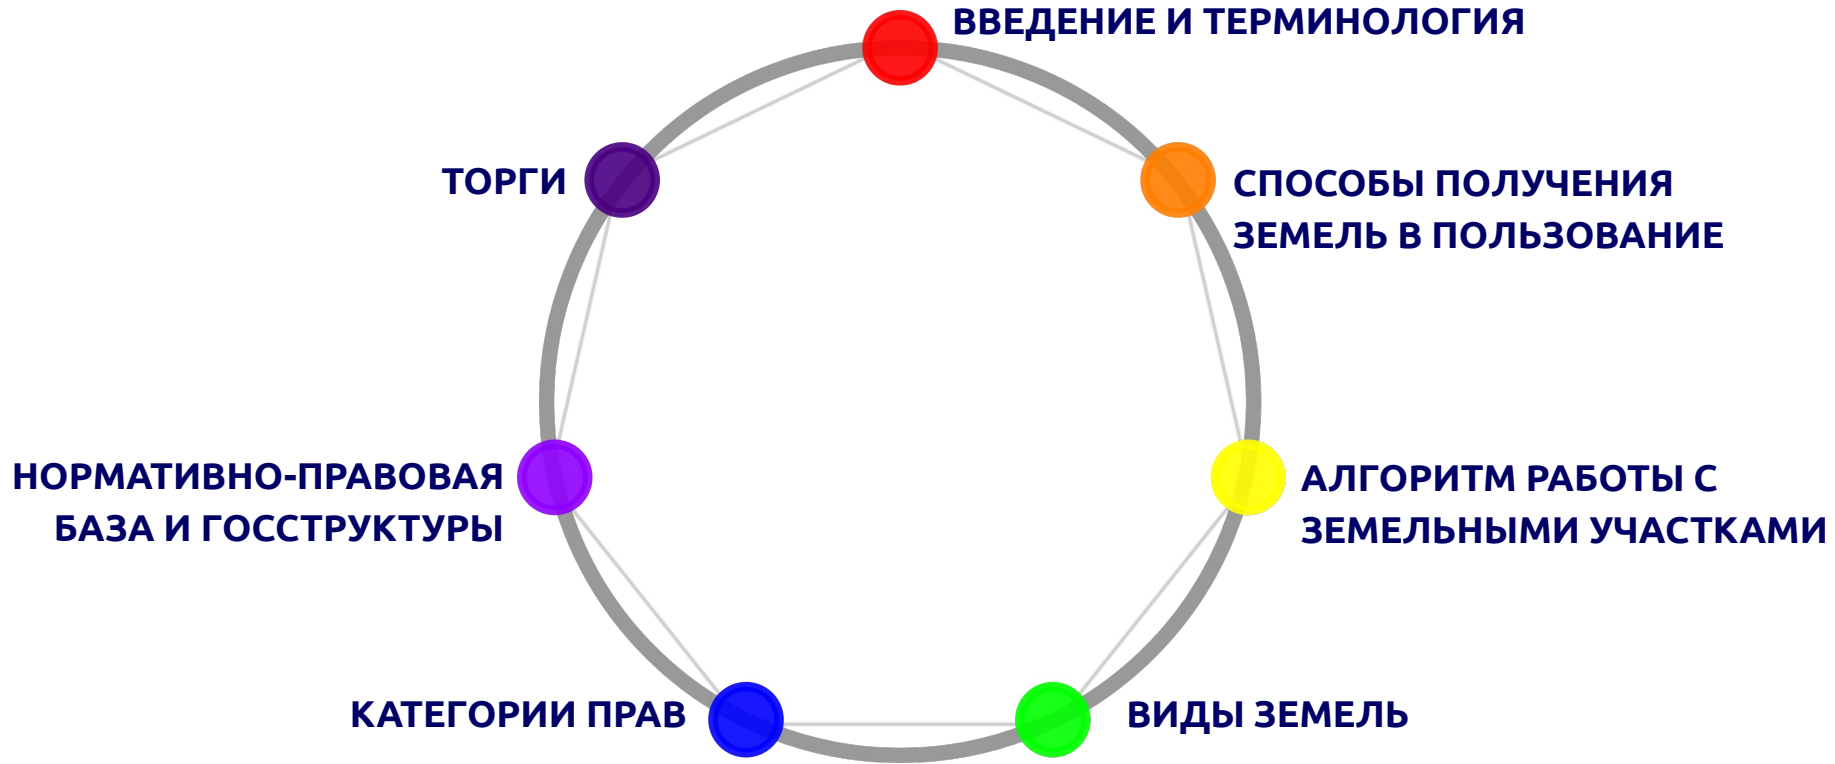 ВВЕДЕНИЕ И ТЕРМИНОЛОГИЯ
СПОСОБЫ ПОЛУЧЕНИЯ
ЗЕМЕЛЬ В ПОЛЬЗОВАНИЕ
АЛГОРИТМ РАБОТЫ С
ЗЕМЕЛЬНЫМИ УЧАСТКАМИ
ВИДЫ ЗЕМЕЛЬ
КАТЕГОРИИ ПРАВ
НОРМАТИВНО-ПРАВОВАЯ
БАЗА И ГОССТРУКТУРЫ
ТОРГИ